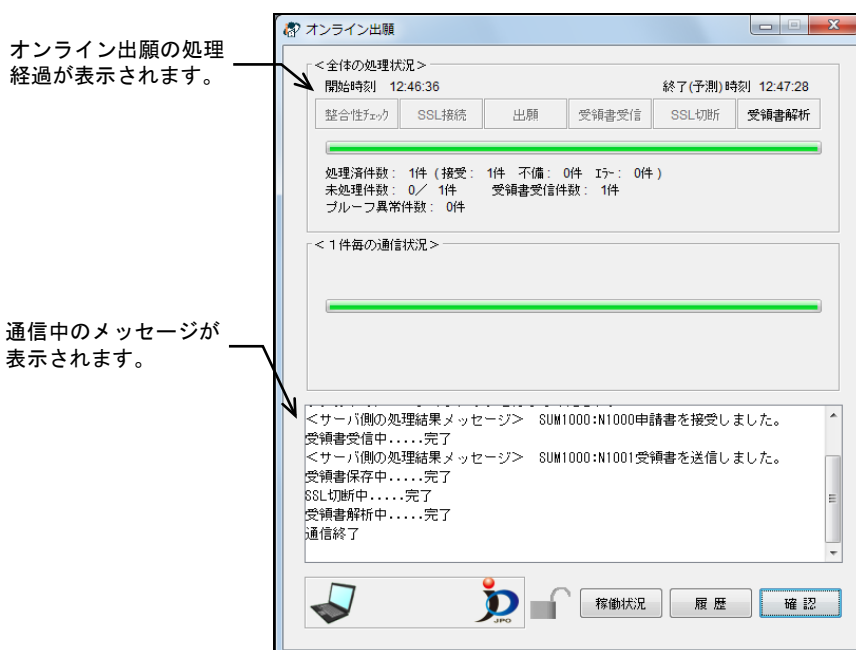 オンライン出願
オンライン出願の処理
経過が表示されます。
<全体の処理状況>
開始時刻 12:46:36 終了(予測)時刻 12:47:28
整合性ﾁｪｯｸ SSL接続 出願 受領書受信 SSL切断 受領書解析
処理済件数： 1件 (接受： 1件 不備： 0件 ｴﾗｰ： 0件)
未処理件数： 0／ 1件 受領書受信件数： 1件
プルーフ異常件数： 0件
<１件毎の通信状況>
通信中のメッセージが
表示されます。
<サーバ側の処理結果メッセージ> SUM1000:N1000申請書を接受しました。
受領書受信中.....完了
<サーバ側の処理結果メッセージ> SUM1000:N1001受領書を送信しました。
受領書保存中.....完了
SSL切断中.....完了
受領書解析中.....完了
通信終了
JPO
稼働状況 履歴 確認